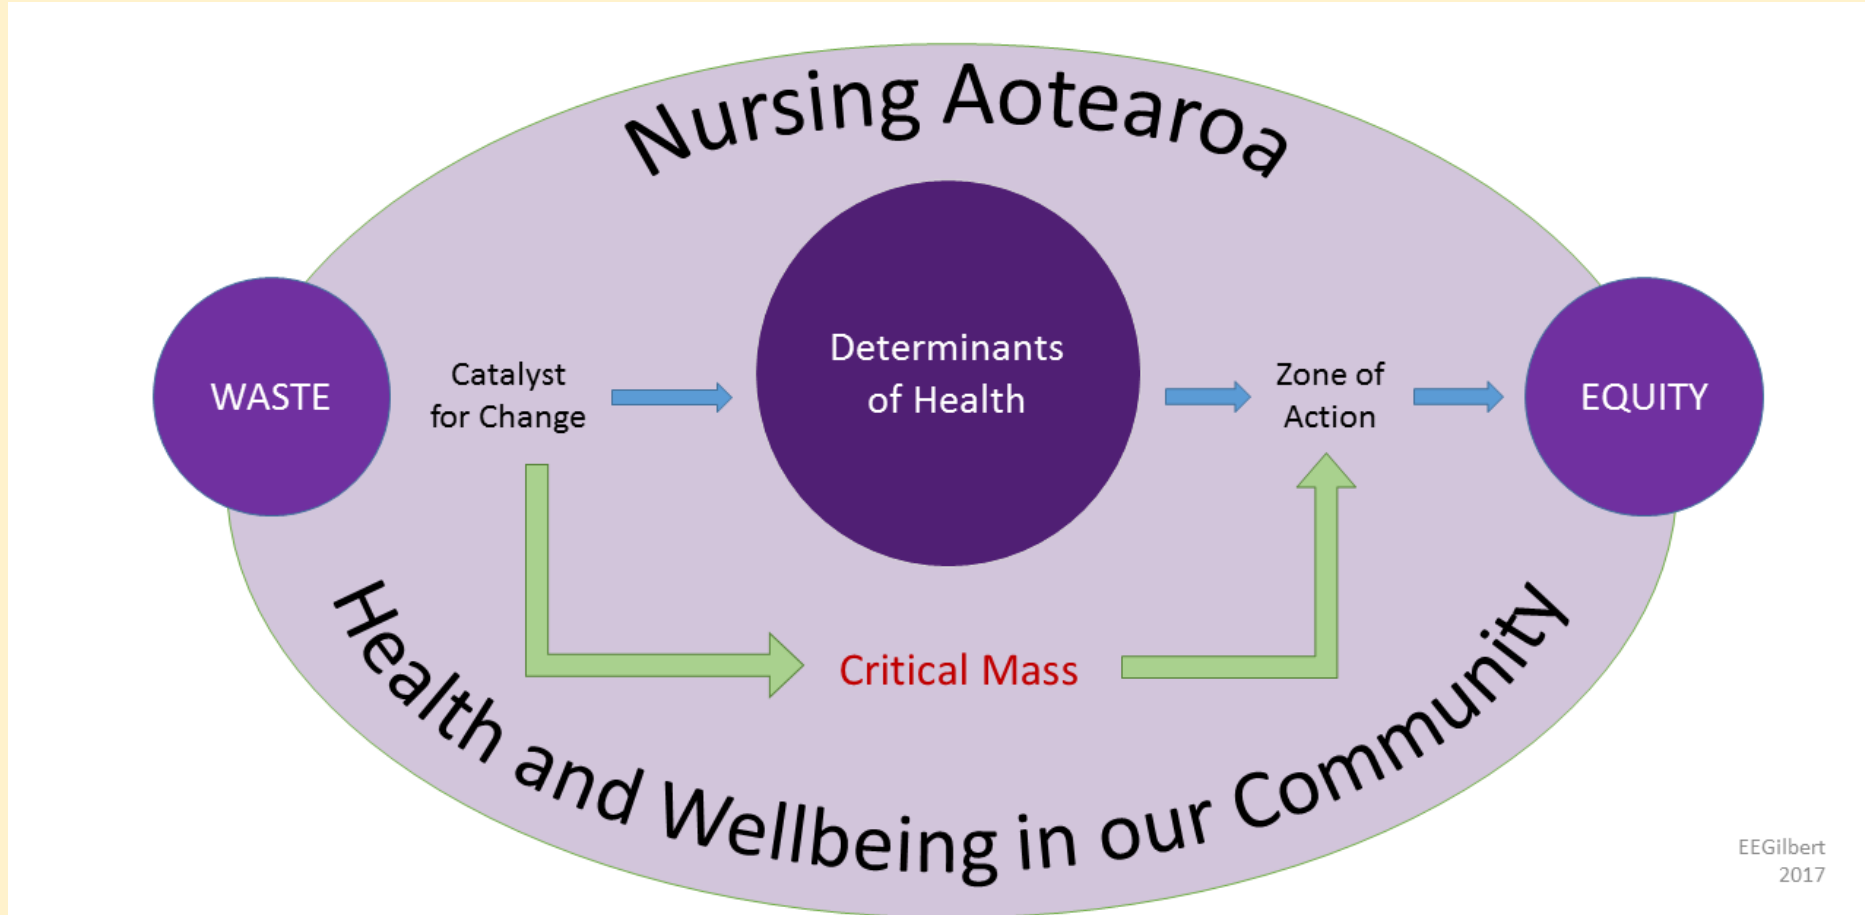 Nursing Aotearoa
WASTE
Catalyst
for Change
Determinants
of Health
Zone of
Action
EQUITY
Critical Mass
Health and Wellbeing in our Community
EEGilbert
2017